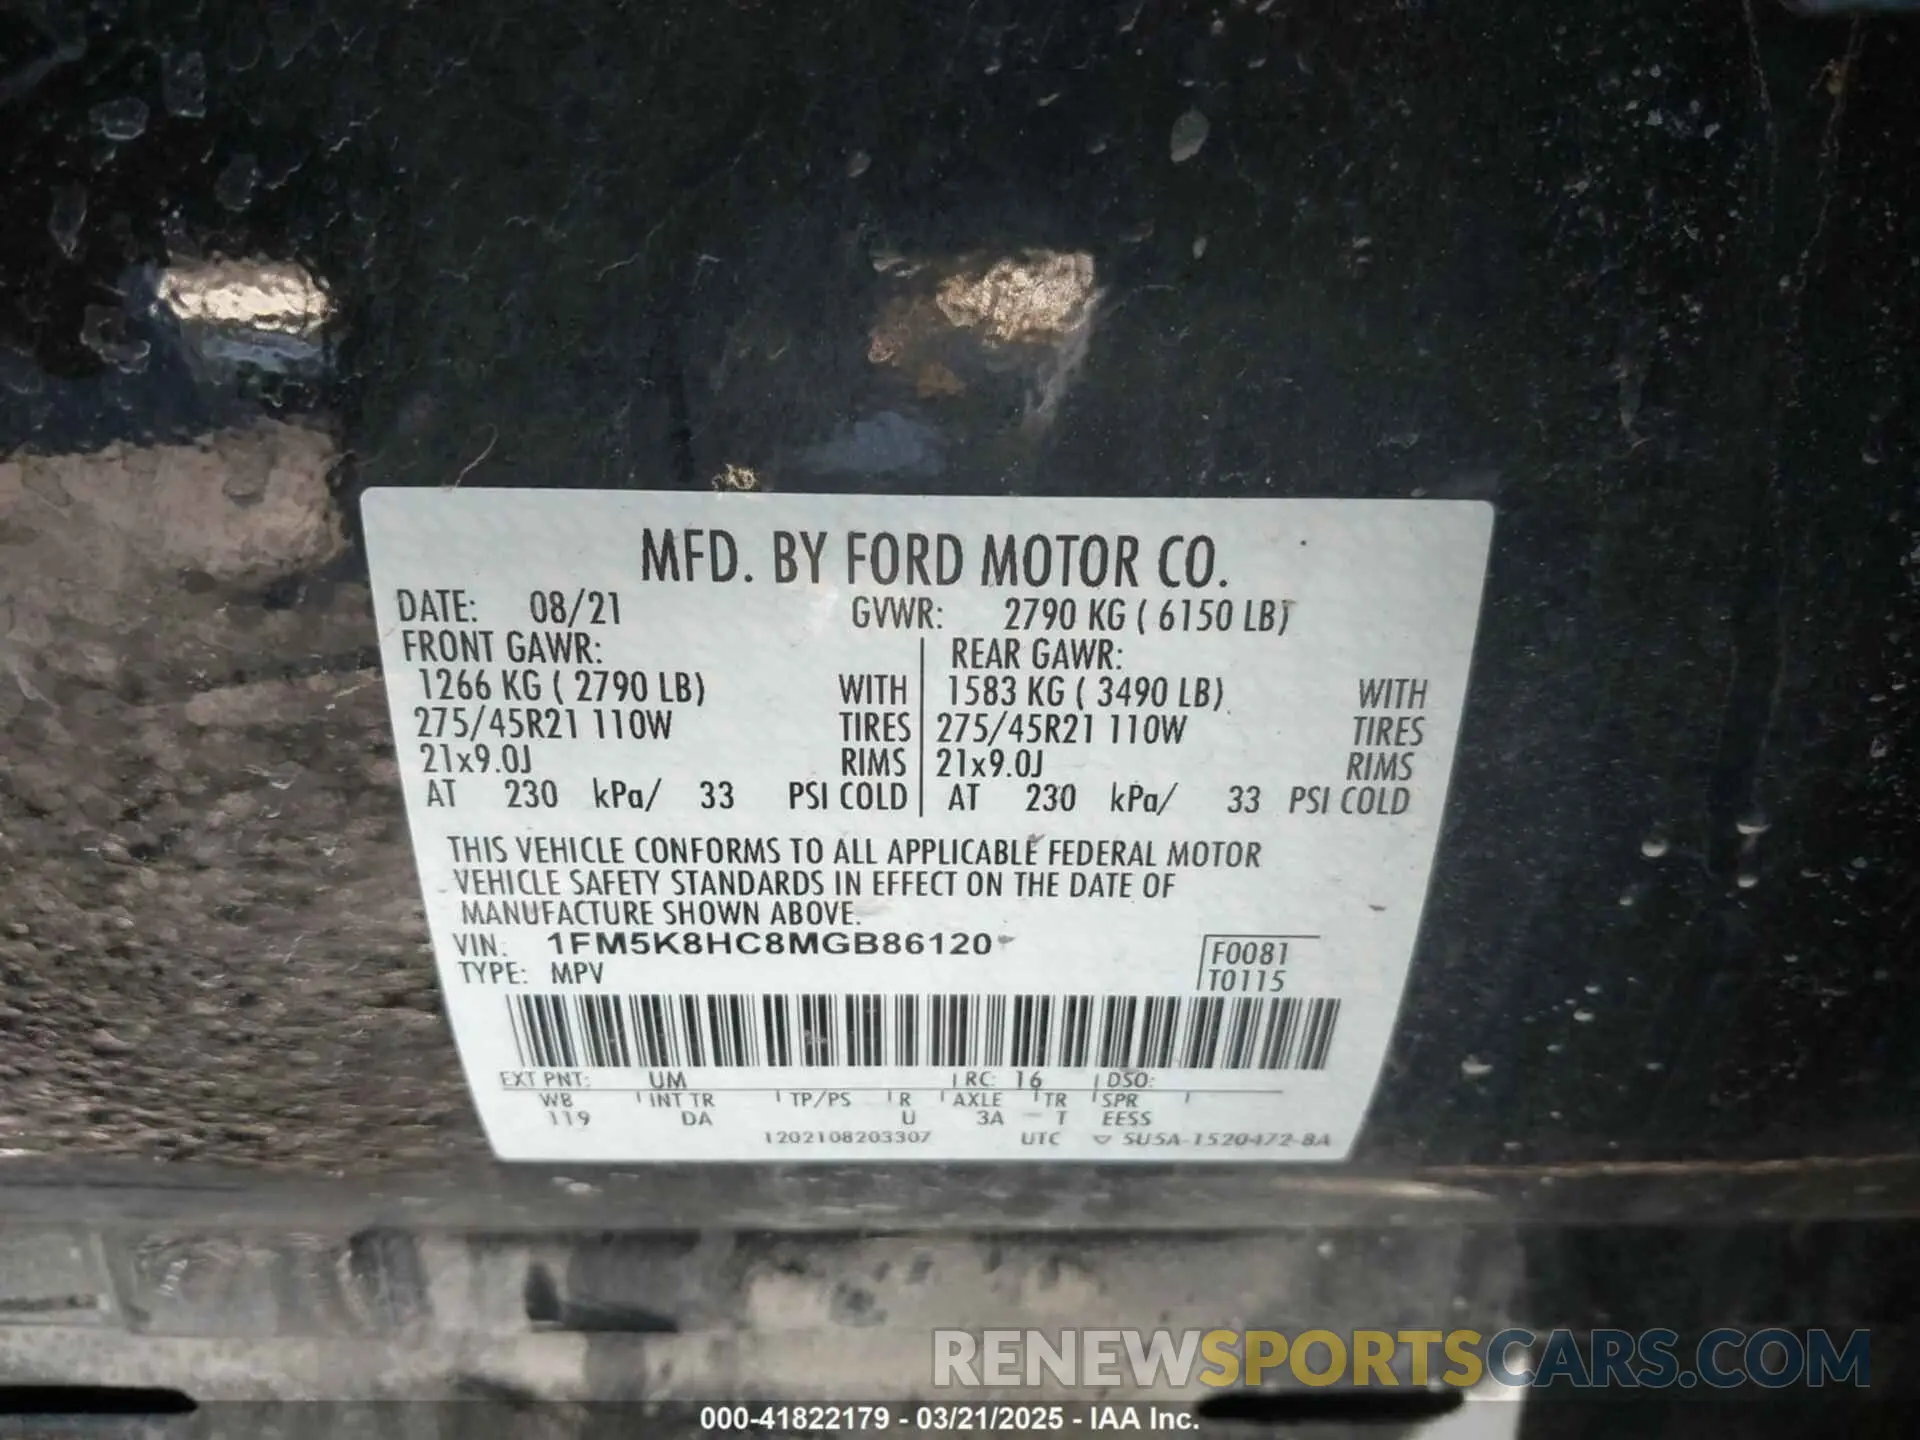 MFD. BY FORD MOTOR CO.
DATE: 08/21 GVWR: 2790 KG ( 6150 LB)
FRONT GAWR: REAR GAWR:
1266 KG ( 2790 LB) WITH 1583 KG ( 3490 LB) WITH
275/45R21 110W TIRES 275/45R21 110W TIRES
21x9.0J RIMS 21x9.0J RIMS
AT 230 kPa/ 33 PSI COLD AT 230 kPa/ 33 PSI COLD
THIS VEHICLE CONFORMS TO ALL APPLICABLE FEDERAL MOTOR
VEHICLE SAFETY STANDARDS IN EFFECT ON THE DATE OF
MANUFACTURE SHOWN ABOVE.
VIN: 1FM5K8HC8MGB86120 F0081
TYPE: MPV T0115
EXT PNT: UM RC: 16 DSO:
WB INT TR TP/PS R AXLE TR SPR
119 DA U 3A T EESS
1202108203307 UTC ▽ SU5A-1520472-BA
RENEWSPORTSCARS.COM
000-41822179 - 03/21/2025 - IAA Inc.